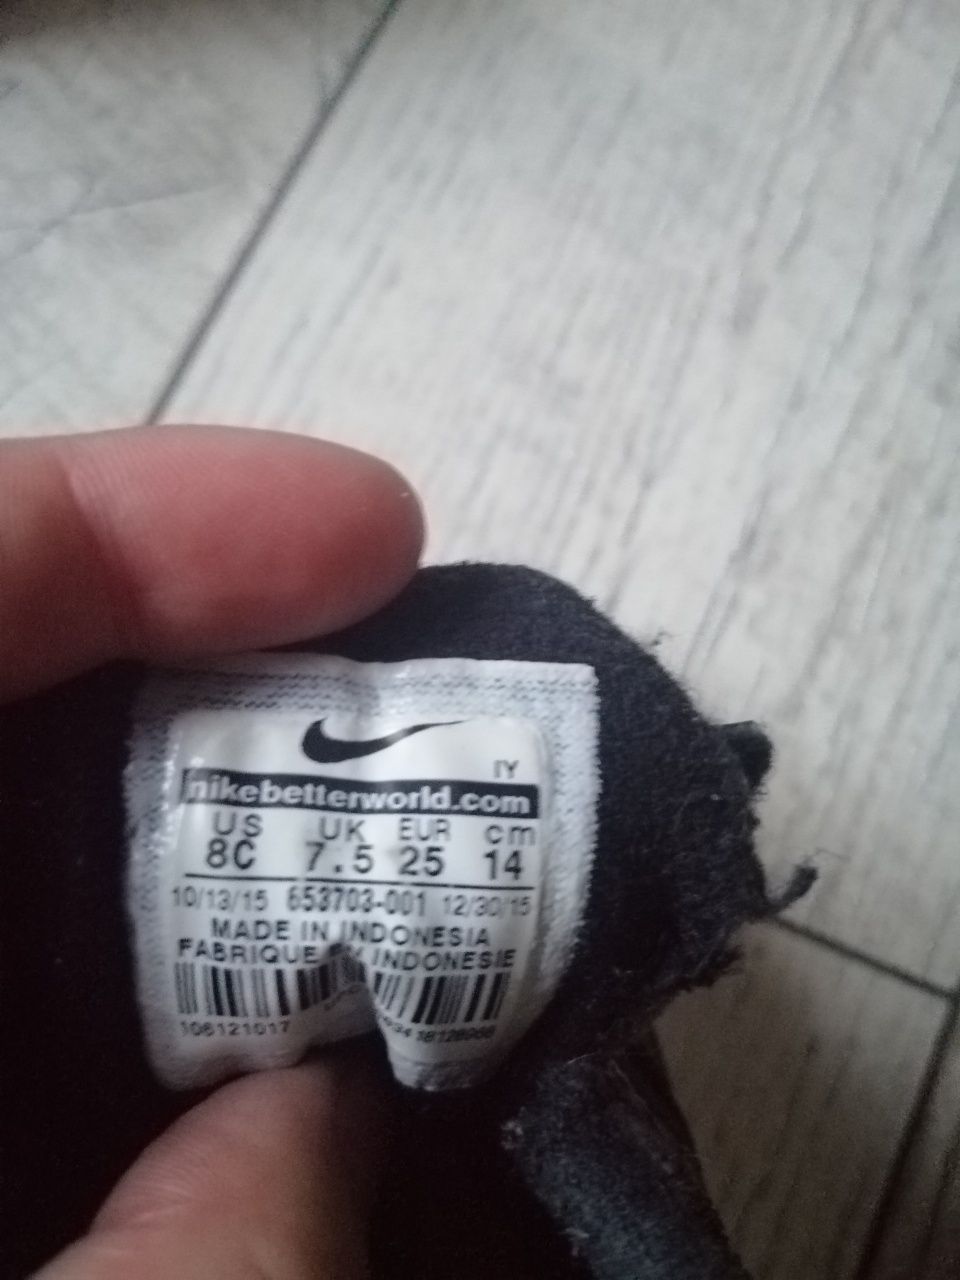 IY
nikebetterworld.com
US UK EUR cm
8C 7.5 25 14
10/13/15 653703-001 12/30/15
MADE IN INDONESIA
FABRIQUE INDONESIE
106121017